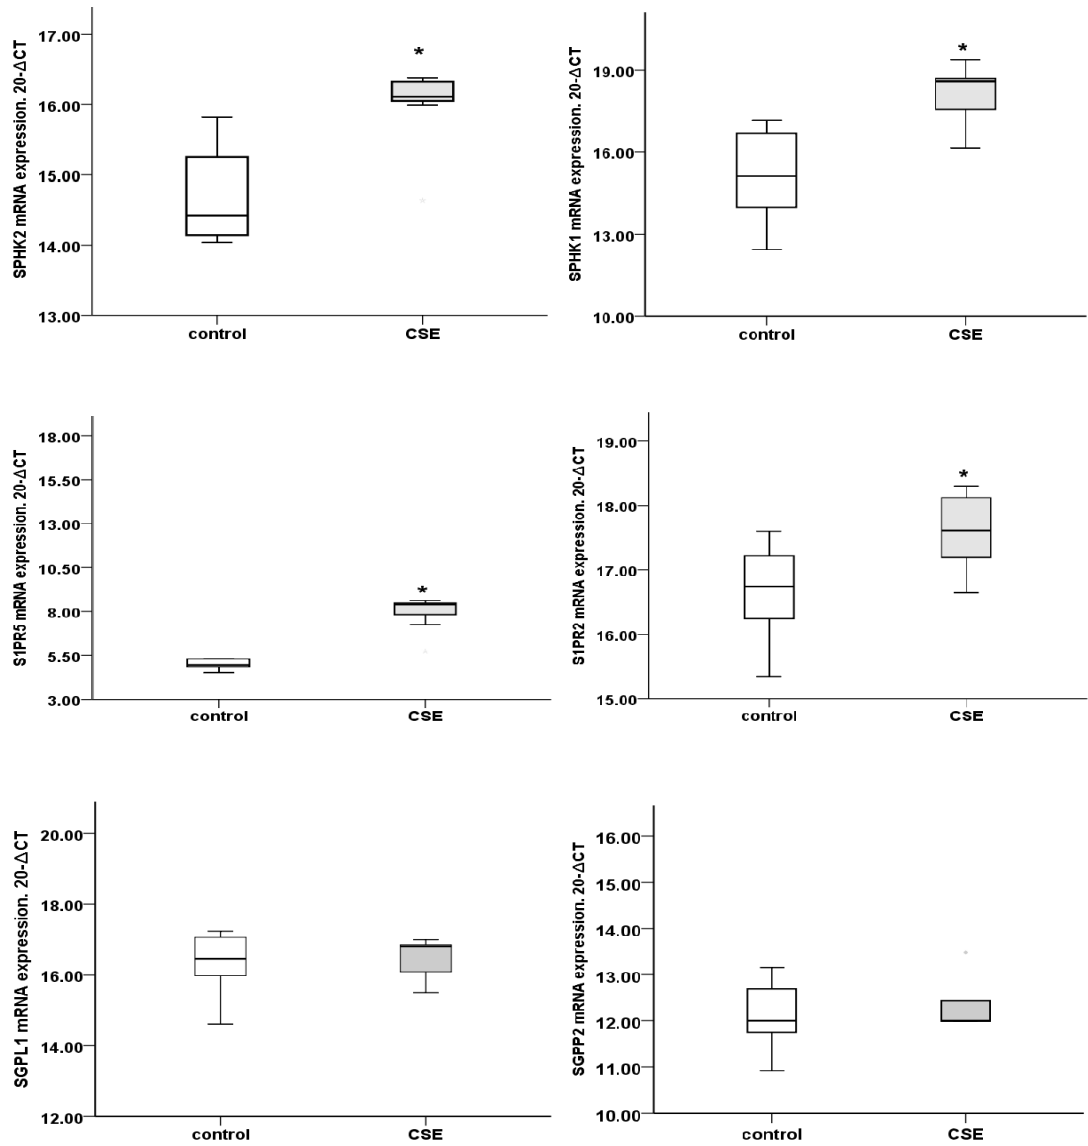 SPHK2 mRNA expression. 20-ΔCT
17.00
16.00
15.00
14.00
13.00
*
control
CSE
SPHK1 mRNA expression. 20-ΔCT
19.00
16.00
13.00
10.00
*
control
CSE
S1PR5 mRNA expression. 20-ΔCT
18.00
15.50
13.00
10.50
8.00
5.50
3.00
*
control
CSE
S1PR2 mRNA expression. 20-ΔCT
19.00
18.00
17.00
16.00
15.00
*
control
CSE
SGPL1 mRNA expression. 20-ΔCT
20.00
18.00
16.00
14.00
12.00
control
CSE
SGPP2 mRNA expression. 20-ΔCT
16.00
15.00
14.00
13.00
12.00
11.00
10.00
control
CSE